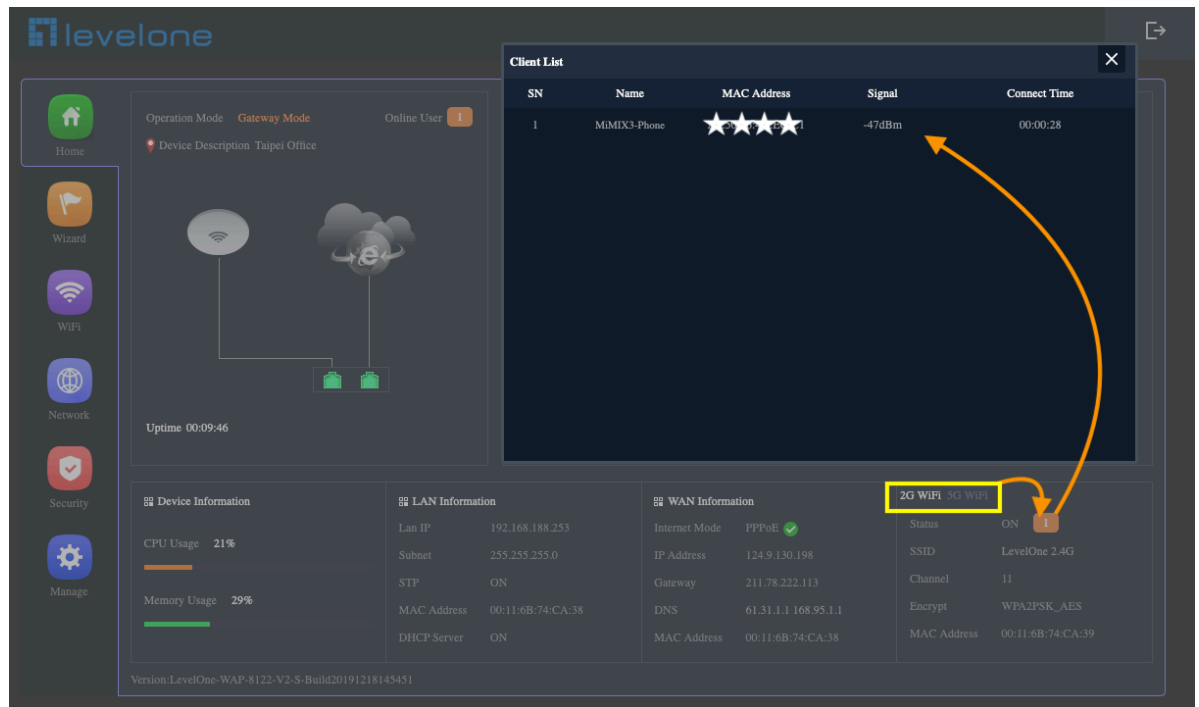 levelone
Client List
SN Name MAC Address Signal Connect Time
1 MiMIX3-Phone -47dBm 00:00:28
Home
Wizard
WiFi
Network
Security
Manage
Operation Mode Gateway Mode Online User 1
Device Description Taipei Office
Uptime 00:09:46
Device Information
CPU Usage 21%
Memory Usage 29%
LAN Information
Lan IP 192.168.188.253
Subnet 255.255.255.0
STP ON
MAC Address 00:11:6B:74:CA:38
DHCP Server ON
WAN Information
Internet Mode PPPoE
IP Address 124.9.130.198
Gateway 211.78.222.113
DNS 61.31.1.1 168.95.1.1
MAC Address 00:11:6B:74:CA:38
2G WiFi 5G WiFi
Status ON 1
SSID LevelOne 2.4G
Channel 11
Encrypt WPA2PSK_AES
MAC Address 00:11:6B:74:CA:39
Version:LevelOne-WAP-8122-V2-S-Build20191218145451